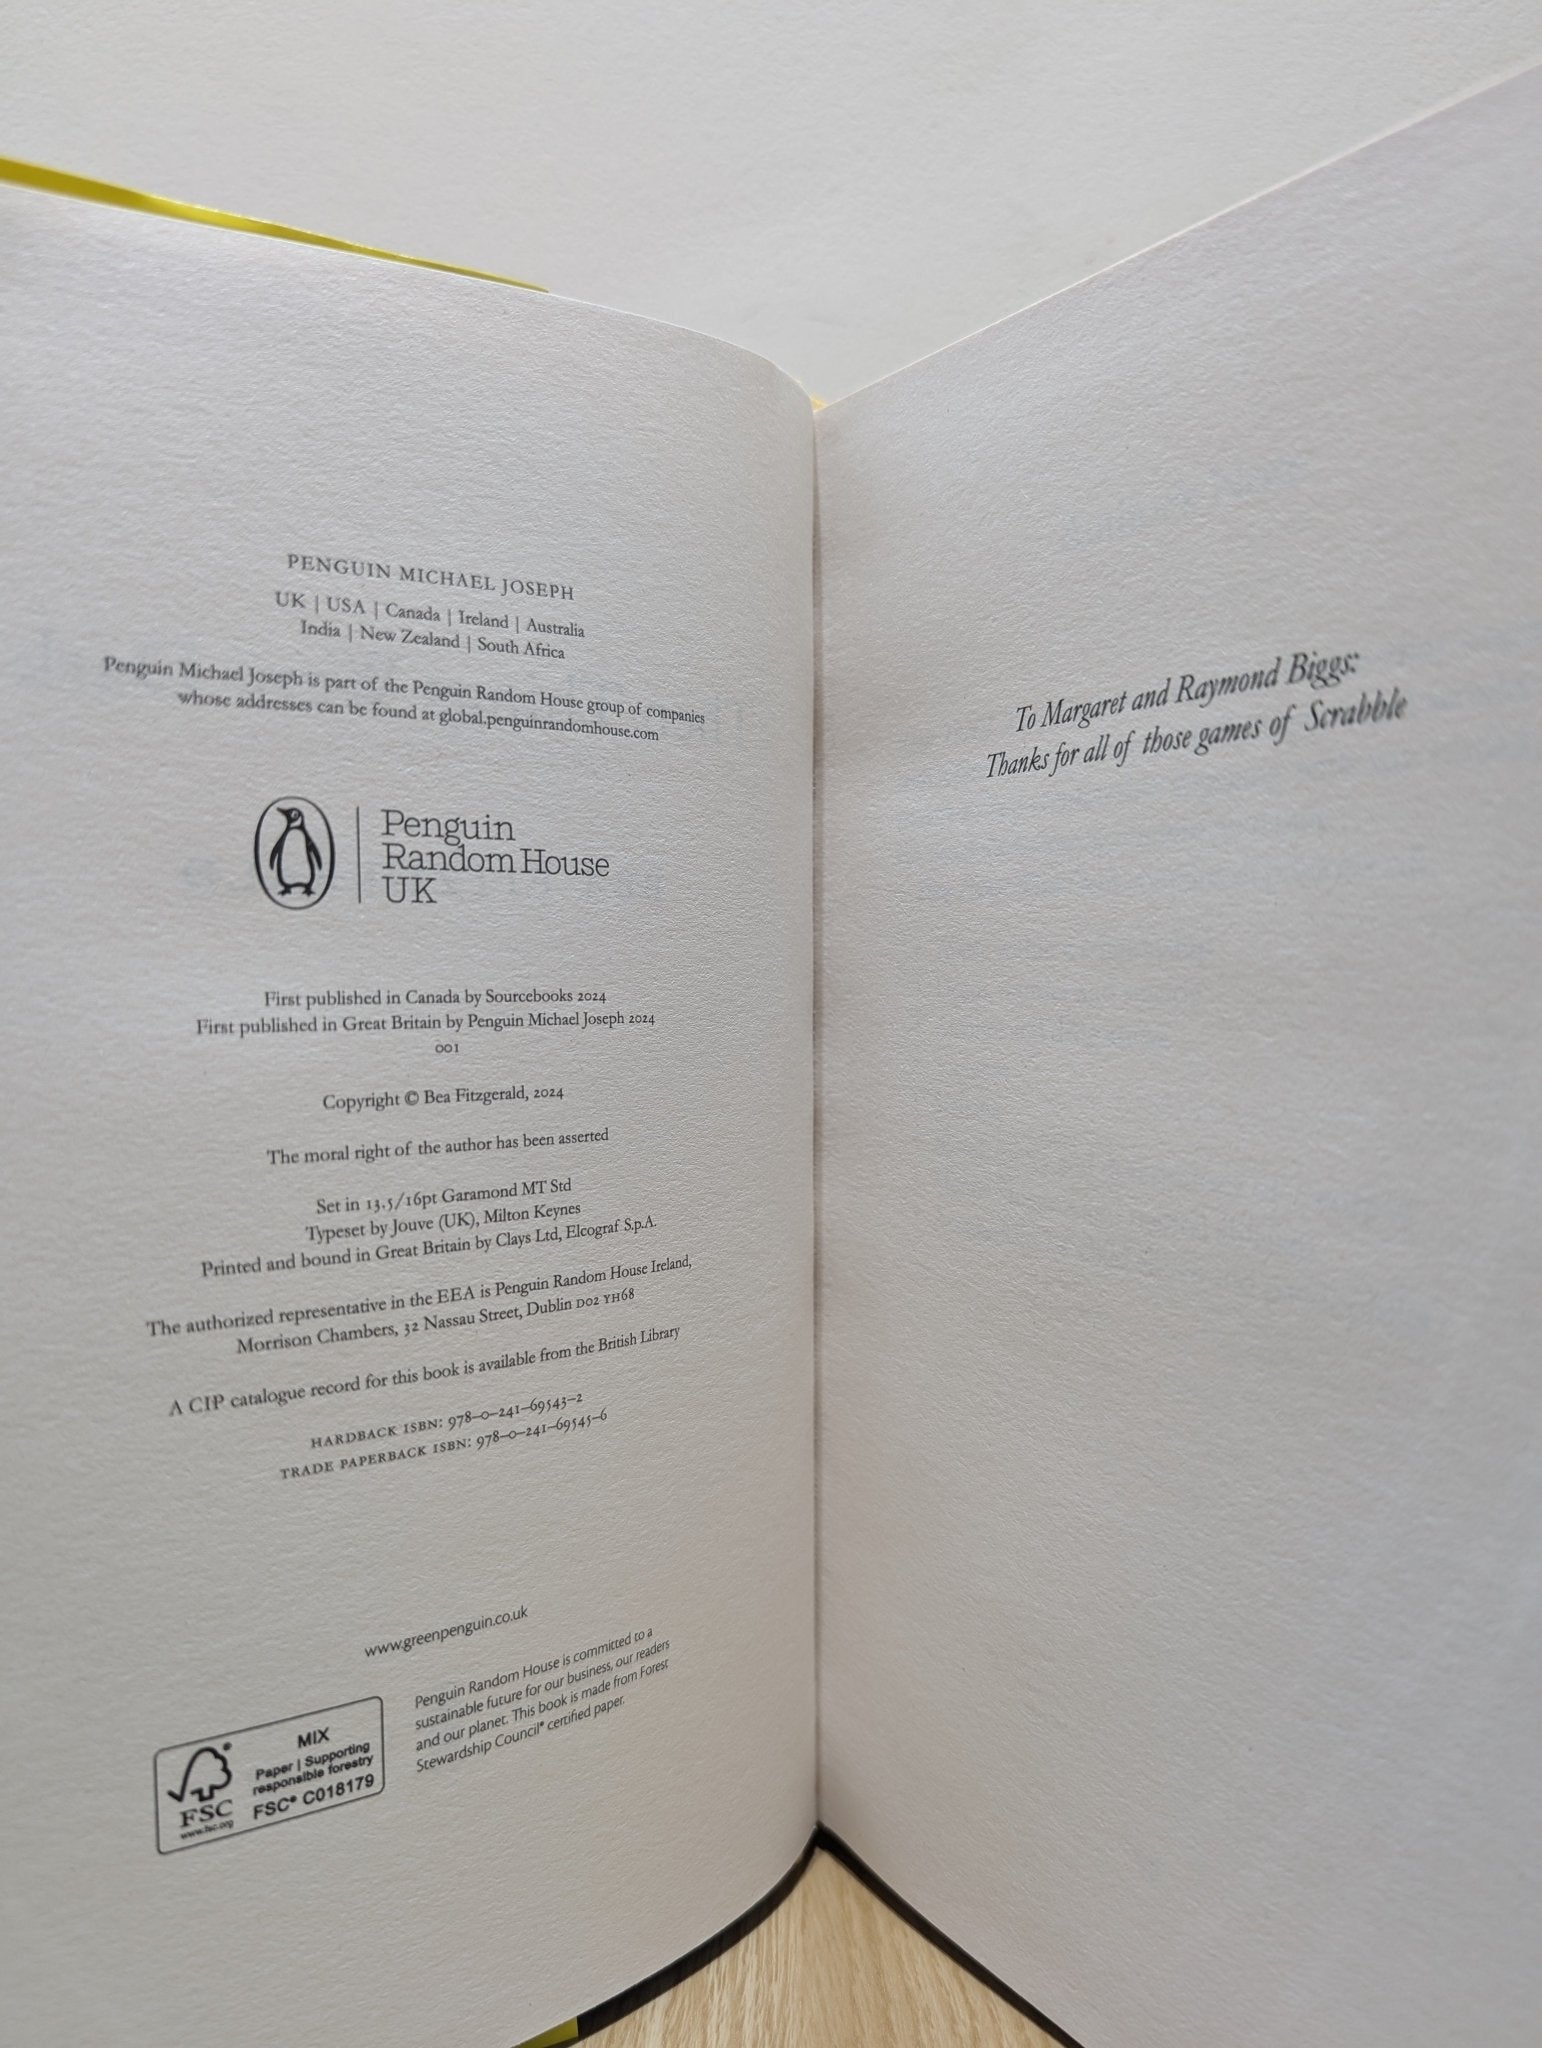 PENGUIN MICHAEL JOSEPH
UK | USA | Canada | Ireland | Australia
India | New Zealand | South Africa
Penguin Michael Joseph is part of the Penguin Random House group of companies
whose addresses can be found at global.penguinrandomhouse.com
Penguin
Random House
UK
First published in Canada by Sourcebooks 2024
First published in Great Britain by Penguin Michael Joseph 2024
001
Copyright © Bea Fitzgerald, 2024
The moral right of the author has been asserted
Set in 13.5/16pt Garamond MT Std
Typeset by Jouve (UK), Milton Keynes
Printed and bound in Great Britain by Clays Ltd, Elcograf S.p.A.
The authorized representative in the EEA is Penguin Random House Ireland,
Morrison Chambers, 32 Nassau Street, Dublin D02 YH68
A CIP catalogue record for this book is available from the British Library
HARDBACK ISBN: 978–0–241–69543–2
TRADE PAPERBACK ISBN: 978–0–241–69545–6
www.greenpenguin.co.uk
MIX
Paper | Supporting
responsible forestry
FSC® C018179
FSC
www.fsc.org
Penguin Random House is committed to a
sustainable future for our business, our readers
and our planet. This book is made from Forest
Stewardship Council® certified paper.
To Margaret and Raymond Biggs:
Thanks for all of those games of Scrabble